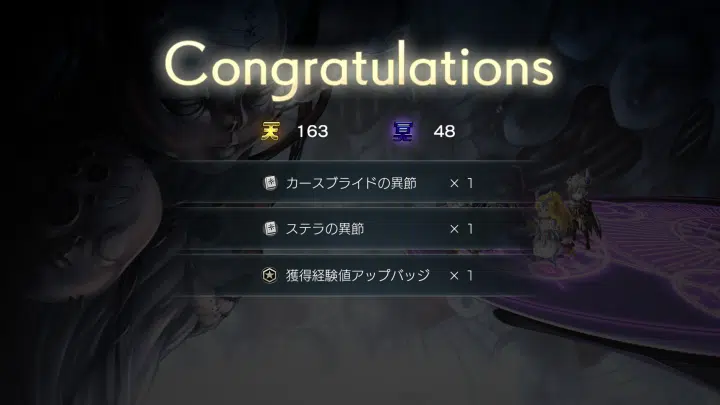 Congratulations
天 163 冥 48
カースブライドの異節 × 1
ステラの異節 × 1
獲得経験値アップバッジ × 1